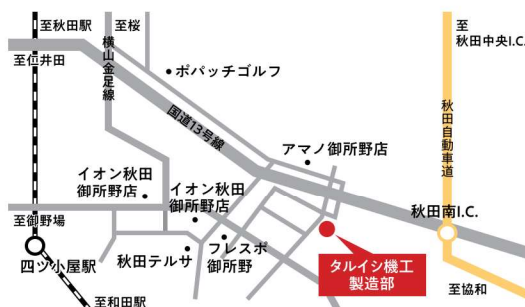 至秋田駅
至桜
至
秋田中央I.C.
至仁井田
横山金足線
ポパッチゴルフ
国道13号線
秋田自動車道
アマノ御所野店
イオン秋田
御所野店
イオン秋田
御所野店
秋田南I.C.
至御野場
四ツ小屋駅
秋田テルサ
フレスポ
御所野
タルイシ機工
製造部
至協和
至和田駅